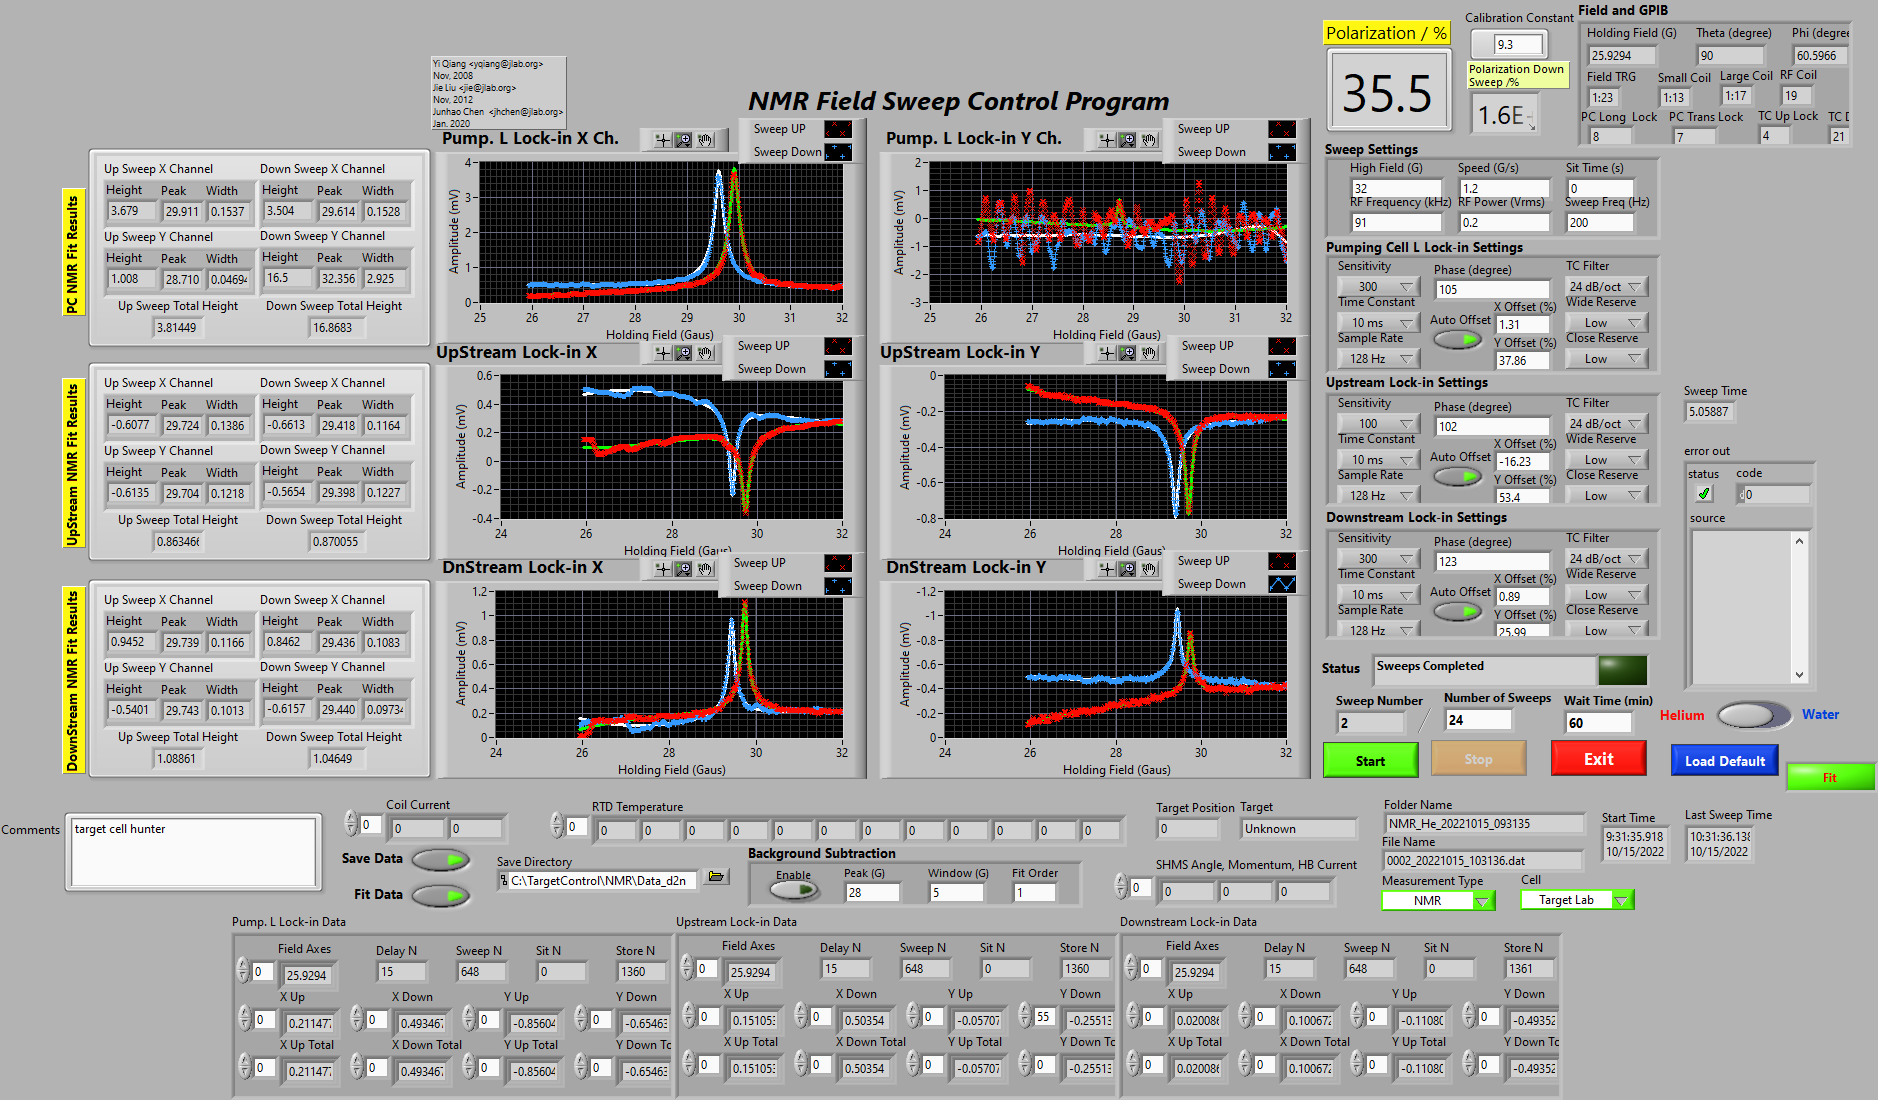 Yi Qiang <yqiang@jlab.org>
Nov, 2008
Jie Liu <jie@jlab.org>
Nov, 2012
Junhao Chen <jhchen@jlab.org>
Jan. 2020
NMR Field Sweep Control Program
Polarization / %
35.5
Calibration Constant
9.3
Polarization Down
Sweep /%
1.6E-
Field and GPIB
Holding Field (G) Theta (degree) Phi (degree
25.9294 90 60.5966
Field TRG Small Coil Large Coil RF Coil
1:23 1:13 1:17 19
PC Long Lock PC Trans Lock TC Up Lock TC D
8 7 4 21
PC NMR Fit Results
Up Sweep X Channel Down Sweep X Channel
Height Peak Width Height Peak Width
3.679 29.911 0.1537 3.504 29.614 0.1528
Up Sweep Y Channel Down Sweep Y Channel
Height Peak Width Height Peak Width
1.008 28.710 0.04694 16.5 32.356 2.925
Up Sweep Total Height Down Sweep Total Height
3.81449 16.8683
UpStream NMR Fit Results
Up Sweep X Channel Down Sweep X Channel
Height Peak Width Height Peak Width
-0.6077 29.724 0.1386 -0.6613 29.418 0.1164
Up Sweep Y Channel Down Sweep Y Channel
Height Peak Width Height Peak Width
-0.6135 29.704 0.1218 -0.5654 29.398 0.1227
Up Sweep Total Height Down Sweep Total Height
0.863466 0.870055
DownStream NMR Fit Results
Up Sweep X Channel Down Sweep X Channel
Height Peak Width Height Peak Width
0.9452 29.739 0.1166 0.8462 29.436 0.1083
Up Sweep Y Channel Down Sweep Y Channel
Height Peak Width Height Peak Width
-0.5401 29.743 0.1013 -0.6157 29.440 0.09734
Up Sweep Total Height Down Sweep Total Height
1.08861 1.04649
Pump. L Lock-in X Ch.
Sweep UP
Sweep Down
Amplitude (mV)
4
3
2
1
0
25 26 27 28 29 30 31 32
Holding Field (Gaus)
Pump. L Lock-in Y Ch.
Sweep UP
Sweep Down
Amplitude (mV)
2
1
0
-1
-2
-3
25 26 27 28 29 30 31 32
Holding Field (Gaus)
UpStream Lock-in X
Sweep UP
Sweep Down
Amplitude (mV)
0.6
0.4
0.2
0
-0.2
-0.4
24 26 28 30 32
Holding Field (Gaus)
UpStream Lock-in Y
Sweep UP
Sweep Down
Amplitude (mV)
0
-0.2
-0.4
-0.6
-0.8
24 26 28 30 32
Holding Field (Gaus)
DnStream Lock-in X
Sweep UP
Sweep Down
Amplitude (mV)
1.2
1
0.8
0.6
0.4
0.2
0
24 26 28 30 32
Holding Field (Gaus)
DnStream Lock-in Y
Sweep UP
Sweep Down
Amplitude (mV)
-1.2
-1
-0.8
-0.6
-0.4
-0.2
0
24 26 28 30 32
Holding Field (Gaus)
Sweep Settings
High Field (G) Speed (G/s) Sit Time (s)
32 1.2 0
RF Frequency (kHz) RF Power (Vrms) Sweep Freq (Hz)
91 0.2 200
Pumping Cell L Lock-in Settings
Sensitivity Phase (degree) TC Filter
300 105 24 dB/oct
Time Constant X Offset (%) Wide Reserve
10 ms Auto Offset 1.31 Low
Sample Rate Y Offset (%) Close Reserve
128 Hz 37.86 Low
Upstream Lock-in Settings
Sensitivity Phase (degree) TC Filter
100 102 24 dB/oct
Time Constant X Offset (%) Wide Reserve
10 ms Auto Offset -16.23 Low
Sample Rate Y Offset (%) Close Reserve
128 Hz 53.4 Low
Downstream Lock-in Settings
Sensitivity Phase (degree) TC Filter
300 123 24 dB/oct
Time Constant X Offset (%) Wide Reserve
10 ms Auto Offset 0.89 Low
Sample Rate Y Offset (%) Close Reserve
128 Hz 25.99 Low
Sweep Time
5.05887
error out
status code
0
source
Status Sweeps Completed
Sweep Number Number of Sweeps Wait Time (min)
2 / 24 60
Helium Water
Start Stop Exit Load Default Fit
Comments
target cell hunter
Coil Current
0 0 0
Save Data
Fit Data
RTD Temperature
0 0 0 0 0 0 0 0 0 0 0 0 0
Save Directory
C:\TargetControl\NMR\Data_d2n
Background Subtraction
Enable Peak (G) Window (G) Fit Order
28 5 1
Target Position Target
0 Unknown
SHMS Angle, Momentum, HB Current
0 0 0 0
Folder Name
NMR_He_20221015_093135
File Name
0002_20221015_103136.dat
Measurement Type Cell
NMR Target Lab
Start Time
9:31:35.918
10/15/2022
Last Sweep Time
10:31:36.138
10/15/2022
Pump. L Lock-in Data
Field Axes Delay N Sweep N Sit N Store N
0 25.9294 15 648 0 1360
X Up X Down Y Up Y Down
0 0.211477 0 0.493467 0 -0.85604 0 -0.65463
X Up Total X Down Total Y Up Total Y Down To
0 0.211477 0 0.493467 0 -0.85604 0 -0.65463
Upstream Lock-in Data
Field Axes Delay N Sweep N Sit N Store N
0 25.9294 15 648 0 1360
X Up X Down Y Up Y Down
0 0.151053 0 0.50354 0 -0.05707 55 -0.25513
X Up Total X Down Total Y Up Total Y Down To
0 0.151053 0 0.50354 0 -0.05707 0 -0.25513
Downstream Lock-in Data
Field Axes Delay N Sweep N Sit N Store N
0 25.9294 15 648 0 1361
X Up X Down Y Up Y Down
0 0.020086 0 0.100672 0 -0.11080 0 -0.49352
X Up Total X Down Total Y Up Total Y Down To
0 0.020086 0 0.100672 0 -0.11080 0 -0.49352